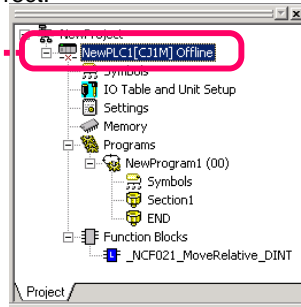 NewProject
NewPLC1[CJ1M] Offline
Symbols
IO Table and Unit Setup
Settings
Memory
Programs
NewProgram1 (00)
Symbols
Section1
END
Function Blocks
_NCF021_MoveRelative_DINT
Project